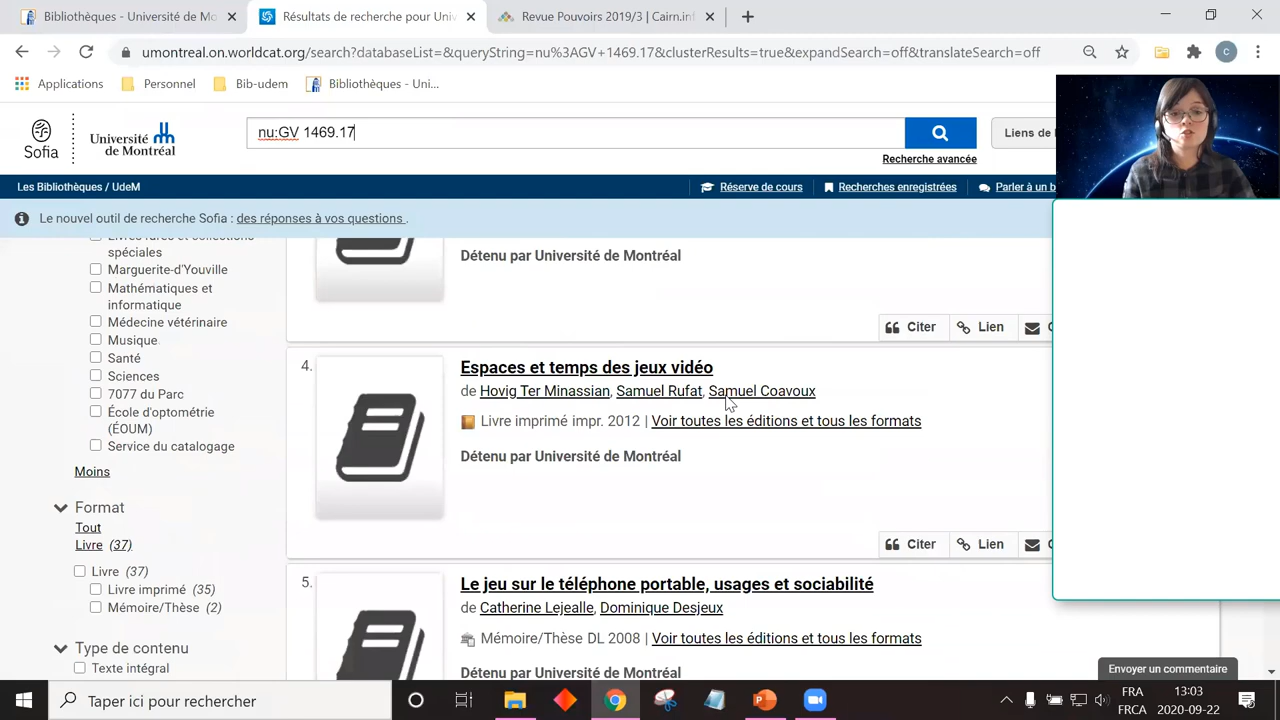 Bibliothèques - Université de Mo
Résultats de recherche pour Univ
Revue Pouvoirs 2019/3 | Cairn.inf
umontreal.on.worldcat.org/search?databaseList=&queryString=nu%3AGV+1469.17&clusterResults=true&expandSearch=off&translateSearch=off
C
Applications
Personnel
Bib-udem
Bibliothèques - Uni...
Sofia
Université de Montréal
nu:GV 1469.17
Liens de l
Recherche avancée
Les Bibliothèques / UdeM
Réserve de cours
Recherches enregistrées
Parler à un b
Le nouvel outil de recherche Sofia : des réponses à vos questions .
Livres rares et collections
spéciales
Marguerite-d'Youville
Mathématiques et
informatique
Médecine vétérinaire
Musique
Santé
Sciences
7077 du Parc
École d'optométrie
(ÉOUM)
Service du catalogage
Moins
Format
Tout
Livre (37)
Livre (37)
Livre imprimé (35)
Mémoire/Thèse (2)
Type de contenu
Texte intégral
Détenu par Université de Montréal
Citer
Lien
4.
Espaces et temps des jeux vidéo
de Hovig Ter Minassian, Samuel Rufat, Samuel Coavoux
Livre imprimé impr. 2012 | Voir toutes les éditions et tous les formats
Détenu par Université de Montréal
Citer
Lien
5.
Le jeu sur le téléphone portable, usages et sociabilité
de Catherine Lejealle, Dominique Desjeux
Mémoire/Thèse DL 2008 | Voir toutes les éditions et tous les formats
Détenu par Université de Montréal
Envoyer un commentaire
Taper ici pour rechercher
FRA
FRCA
13:03
2020-09-22